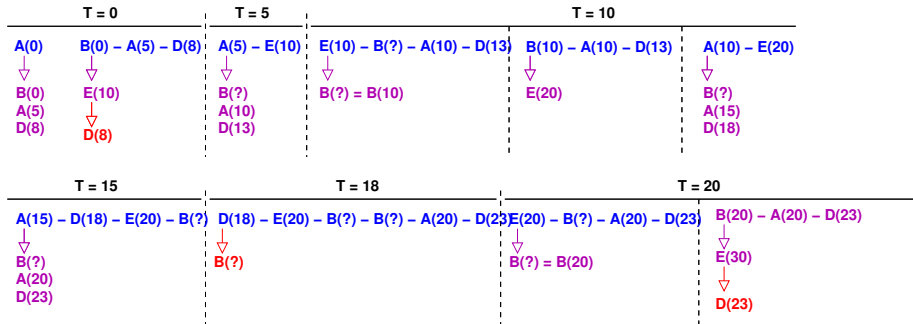 T = 0 T = 5 T = 10
A(0) B(0) – A(5) – D(8) A(5) – E(10) E(10) – B(?) – A(10) – D(13) B(10) – A(10) – D(13) A(10) – E(20)
B(0) E(10) B(?) B(?) = B(10) E(20) B(?)
A(5) A(10) A(15)
D(8) D(8) D(13) D(18)
T = 15 T = 18 T = 20
A(15) – D(18) – E(20) – B(?) D(18) – E(20) – B(?) – B(?) – A(20) – D(23) E(20) – B(?) – A(20) – D(23) B(20) – A(20) – D(23)
B(?) B(?) B(?) = B(20) E(30)
A(20)
D(23) D(23)